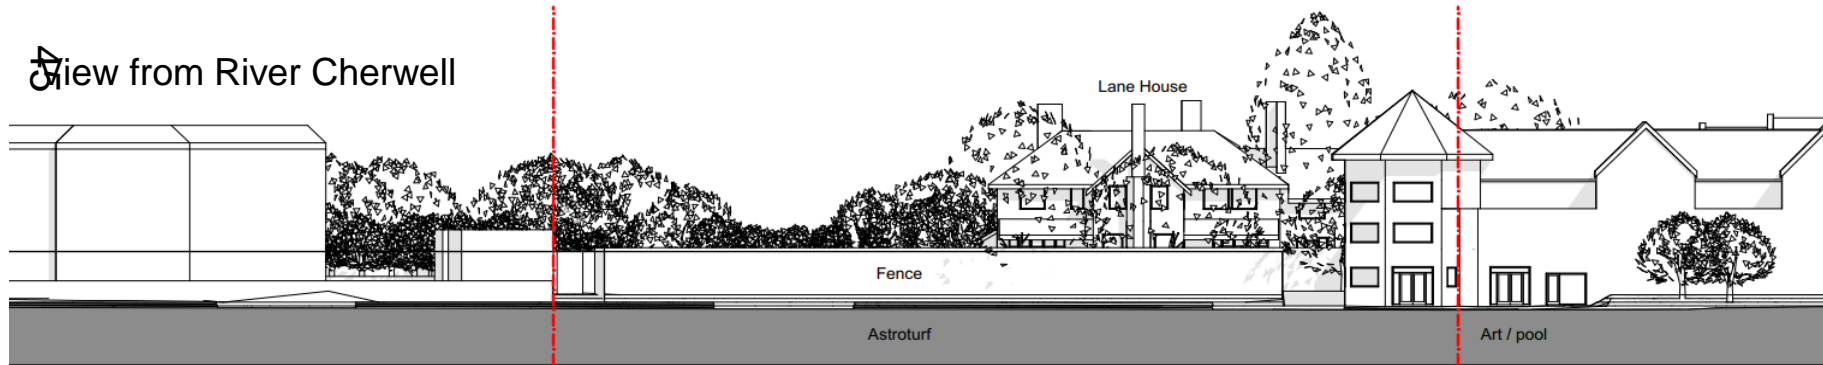 View from River Cherwell
Lane House
Fence
Astroturf
Art / pool